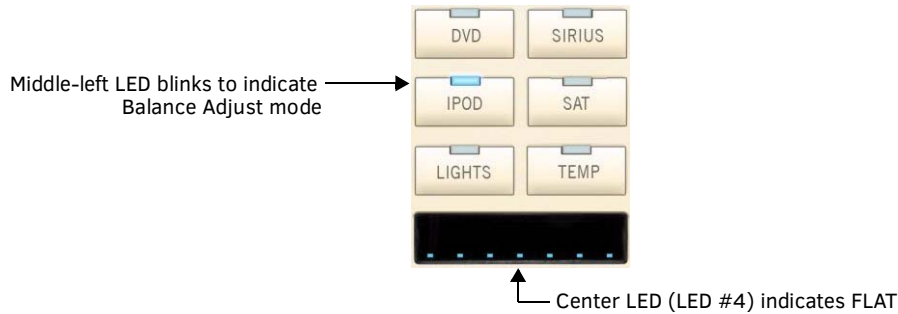 DVD SIRIUS
Middle-left LED blinks to indicate
Balance Adjust mode
IPOD SAT
LIGHTS TEMP
Center LED (LED #4) indicates FLAT